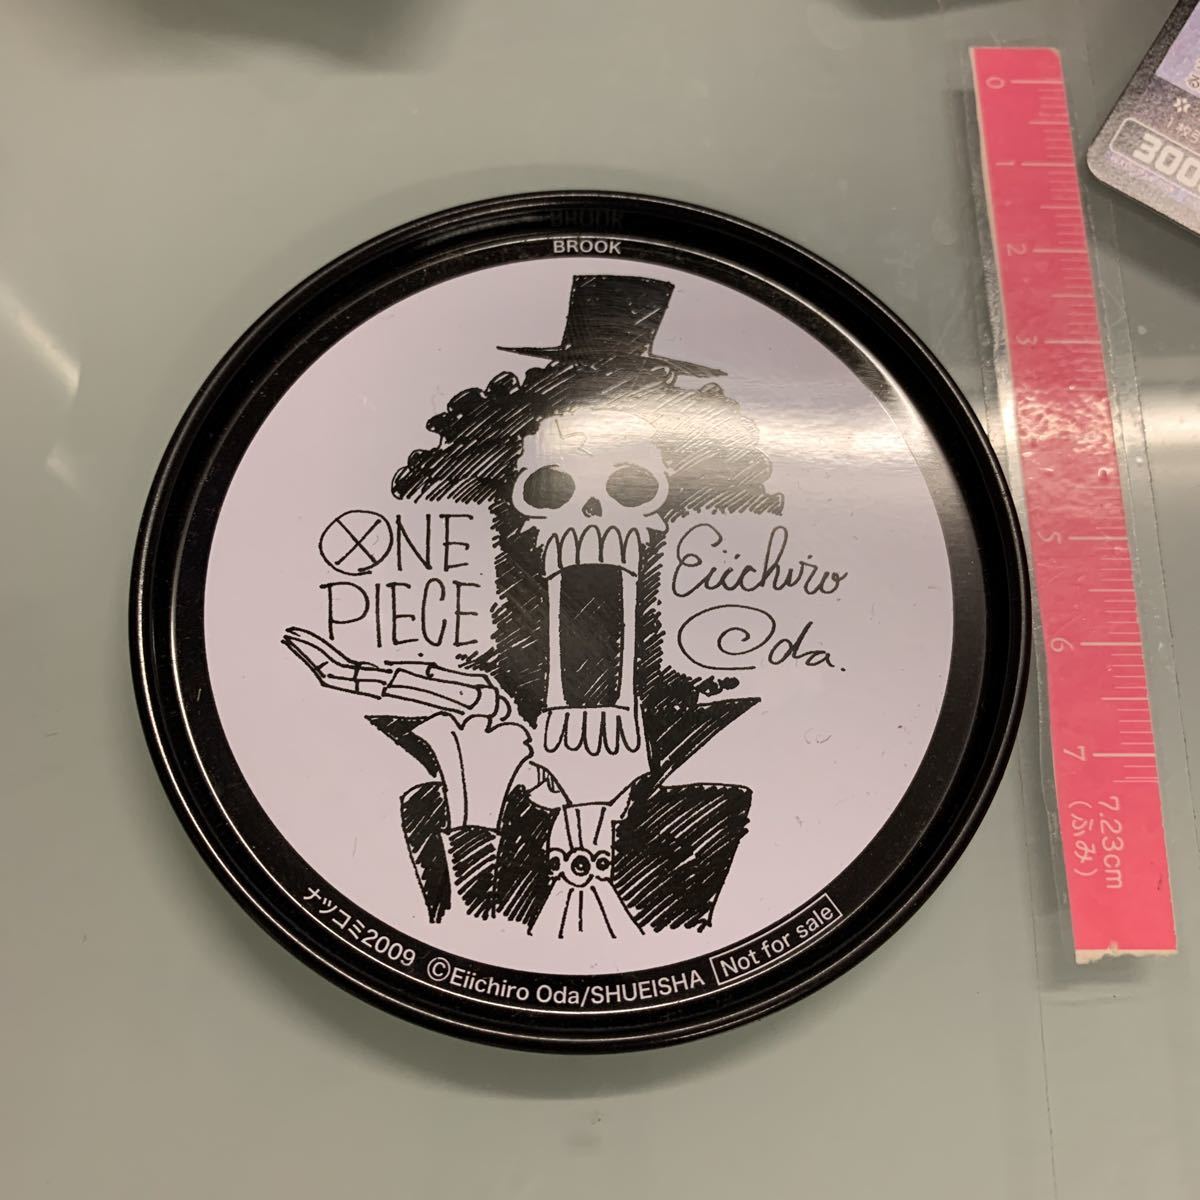 BROOK
ONE
PIECE
Eiichiro
Oda.
ナツコミ2009 ©Eiichiro Oda/SHUEISHA Not for sale
0
1
2
3
5
6
7
7.23cm
(ふみ)
300